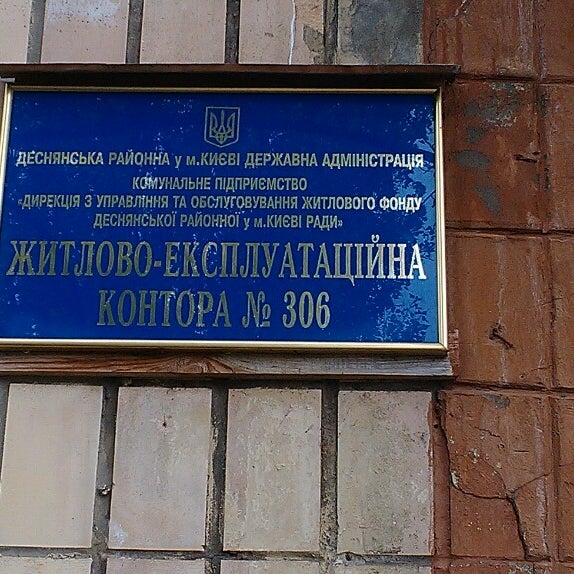 ДЕСНЯНСЬКА РАЙОННА у м.КИЄВІ ДЕРЖАВНА АДМІНІСТРАЦІЯ
КОМУНАЛЬНЕ ПІДПРИЄМСТВО
«ДИРЕКЦІЯ З УПРАВЛІННЯ ТА ОБСЛУГОВУВАННЯ ЖИТЛОВОГО ФОНДУ
ДЕСНЯНСЬКОЇ РАЙОННОЇ у м.КИЄВІ РАДИ»
ЖИТЛОВО-ЕКСПЛУАТАЦІЙНА
КОНТОРА № 306